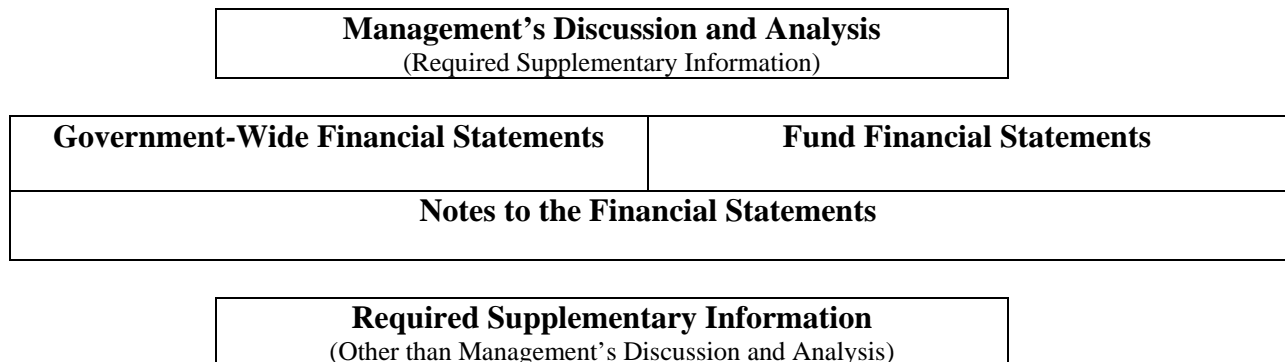 Management’s Discussion and Analysis
(Required Supplementary Information)
Government-Wide Financial Statements
Fund Financial Statements
Notes to the Financial Statements
Required Supplementary Information
(Other than Management’s Discussion and Analysis)